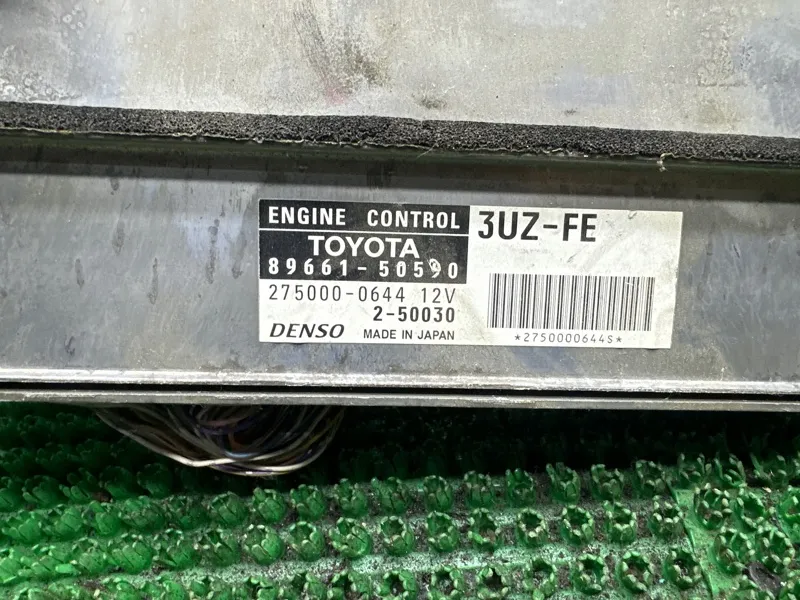 ENGINE CONTROL 3UZ-FE
TOYOTA
89661-50590
275000-0644 12V
2-50030
DENSO MADE IN JAPAN
*2750000644S*